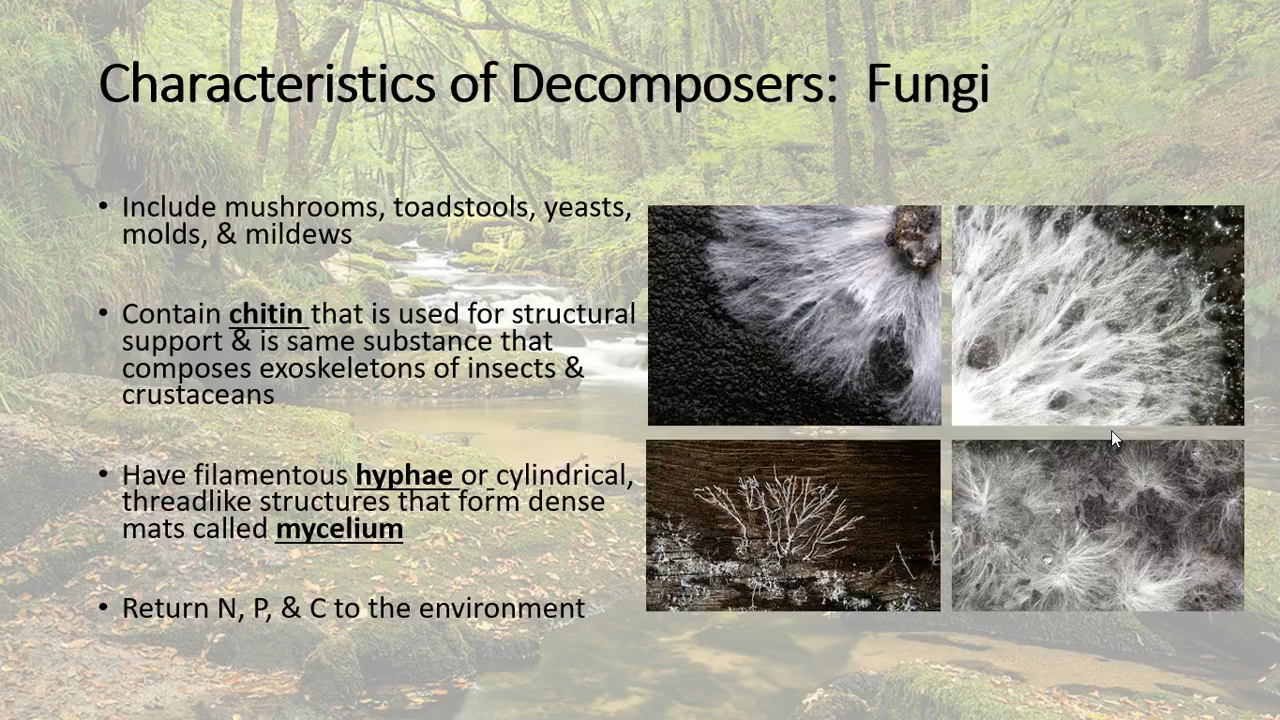 Characteristics of Decomposers:  Fungi
• Include mushrooms, toadstools, yeasts,
molds, & mildews
• Contain chitin that is used for structural
support & is same substance that
composes exoskeletons of insects &
crustaceans
• Have filamentous hyphae or cylindrical,
threadlike structures that form dense
mats called mycelium
• Return N, P, & C to the environment